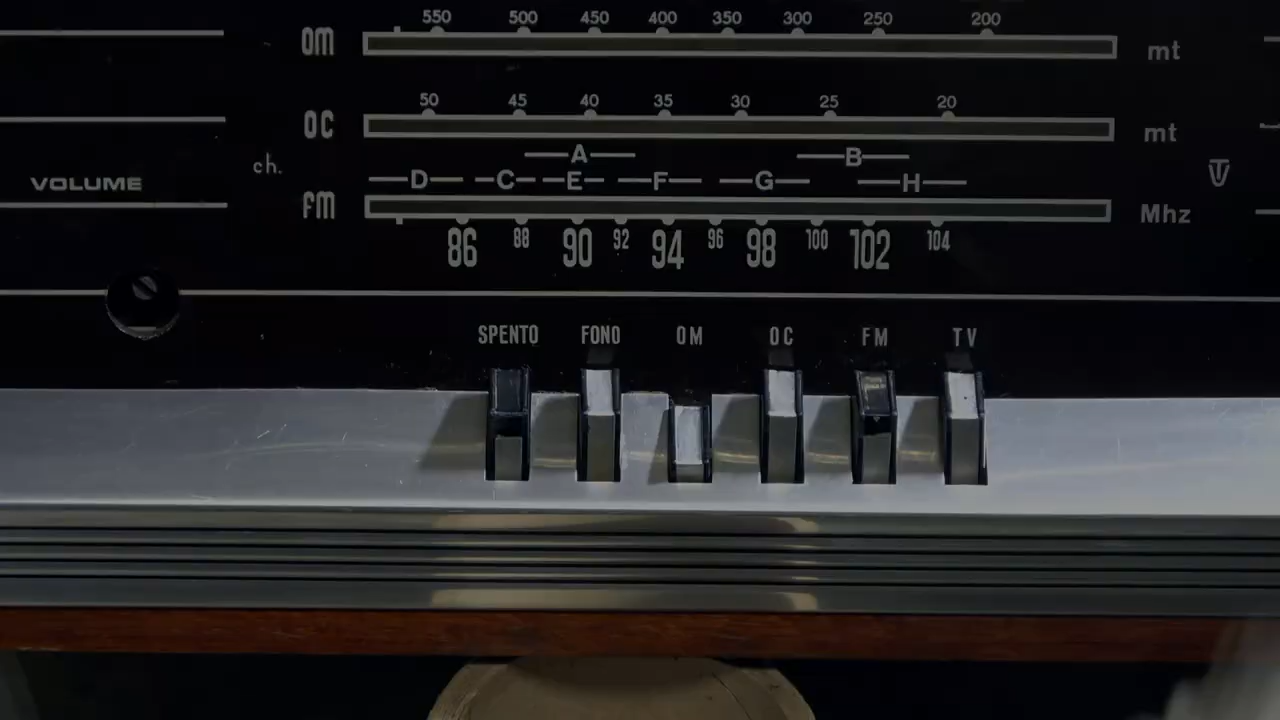 550 500 450 400 350 300 250 200
OM mt
50 45 40 35 30 25 20
OC mt
A B
ch. D C E F G H
VOLUME
FM Mhz
86 88 90 92 94 96 98 100 102 104
SPENTO FONO OM OC FM TV